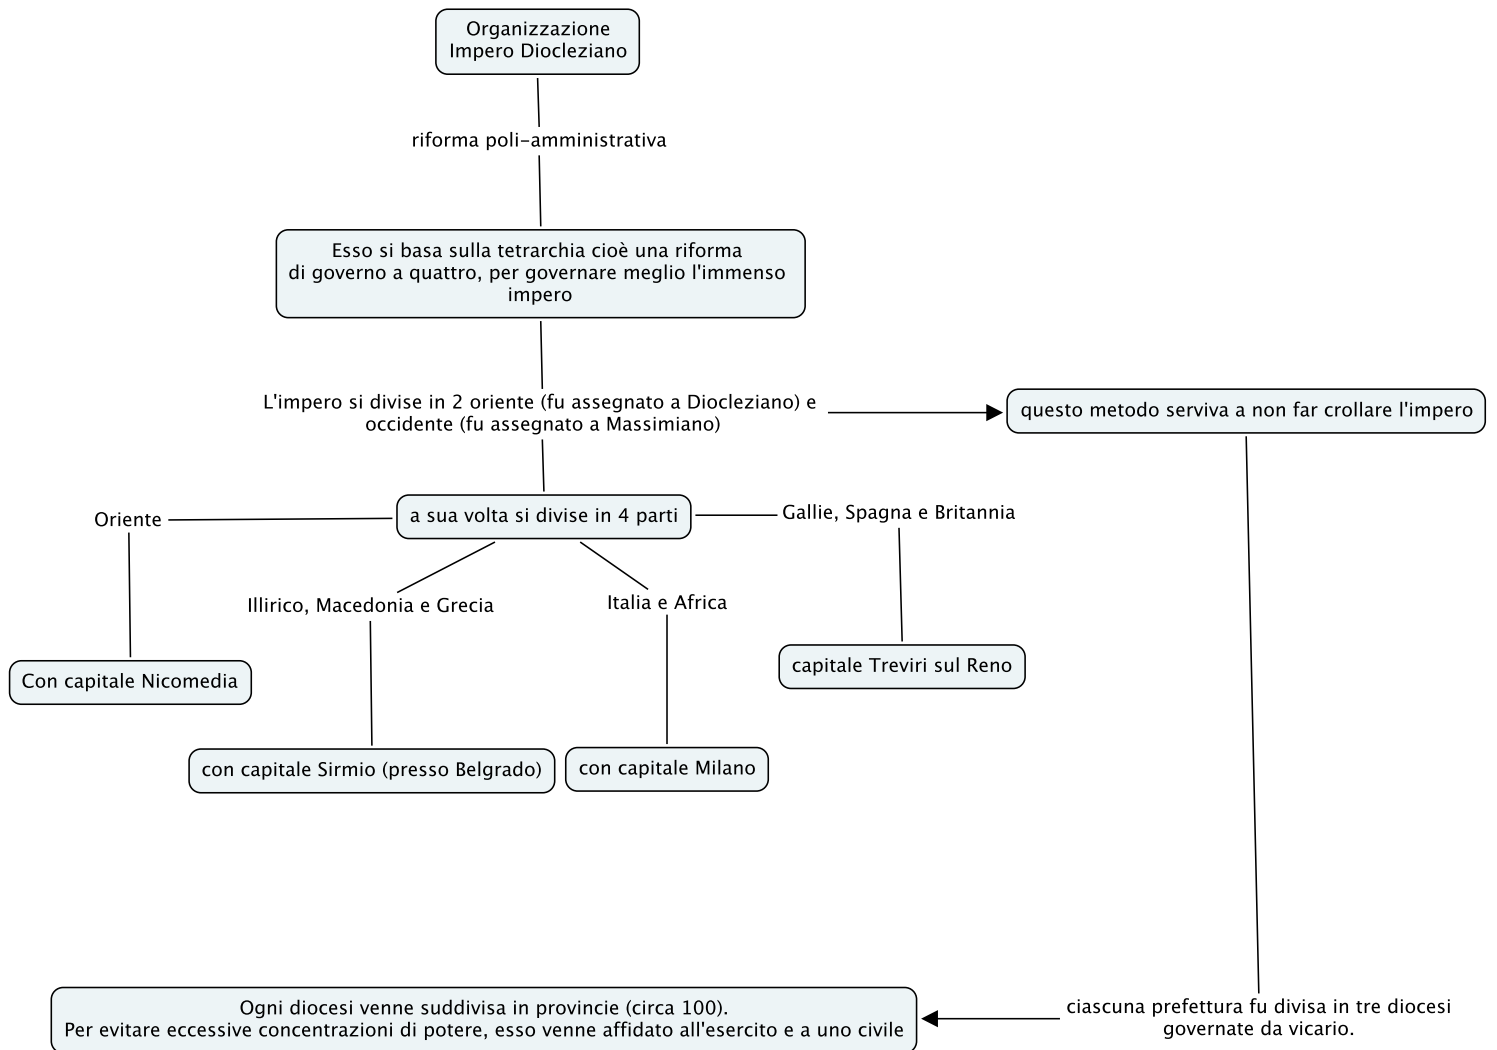 Organizzazione
Impero Diocleziano
riforma poli-amministrativa
Esso si basa sulla tetrarchia cioè una riforma
di governo a quattro, per governare meglio l'immenso
impero
L'impero si divise in 2 oriente (fu assegnato a Diocleziano) e
occidente (fu assegnato a Massimiano)
questo metodo serviva a non far crollare l'impero
a sua volta si divise in 4 parti
Oriente
Gallie, Spagna e Britannia
Illirico, Macedonia e Grecia
Italia e Africa
Con capitale Nicomedia
capitale Treviri sul Reno
con capitale Sirmio (presso Belgrado)
con capitale Milano
ciascuna prefettura fu divisa in tre diocesi
governate da vicario.
Ogni diocesi venne suddivisa in provincie (circa 100).
Per evitare eccessive concentrazioni di potere, esso venne affidato all'esercito e a uno civile